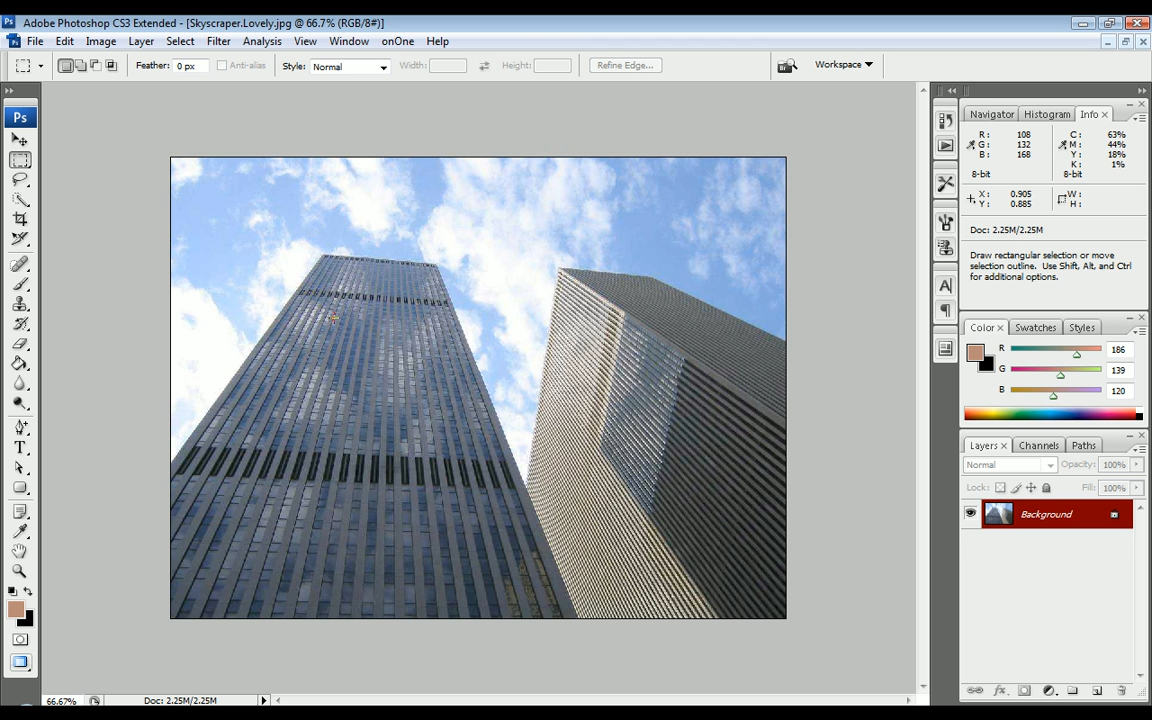 Ps Adobe Photoshop CS3 Extended - [Skyscraper.Lovely.jpg @ 66.7% (RGB/8#)]
Ps File Edit Image Layer Select Filter Analysis View Window onOne Help
Feather: 0 px Anti-alias Style: Normal Width: Height: Refine Edge... Workspace
Ps
Navigator Histogram Info
R: 108 C: 63%
G: 132 M: 44%
B: 168 Y: 18%
K: 1%
8-bit 8-bit
X: 0.905 W:
Y: 0.885 H:
Doc: 2.25M/2.25M
Draw rectangular selection or move
selection outline. Use Shift, Alt, and Ctrl
for additional options.
Color Swatches Styles
R 186
G 139
B 120
Layers Channels Paths
Normal Opacity: 100%
Lock: Fill: 100%
Background
T
A
66.67% Doc: 2.25M/2.25M